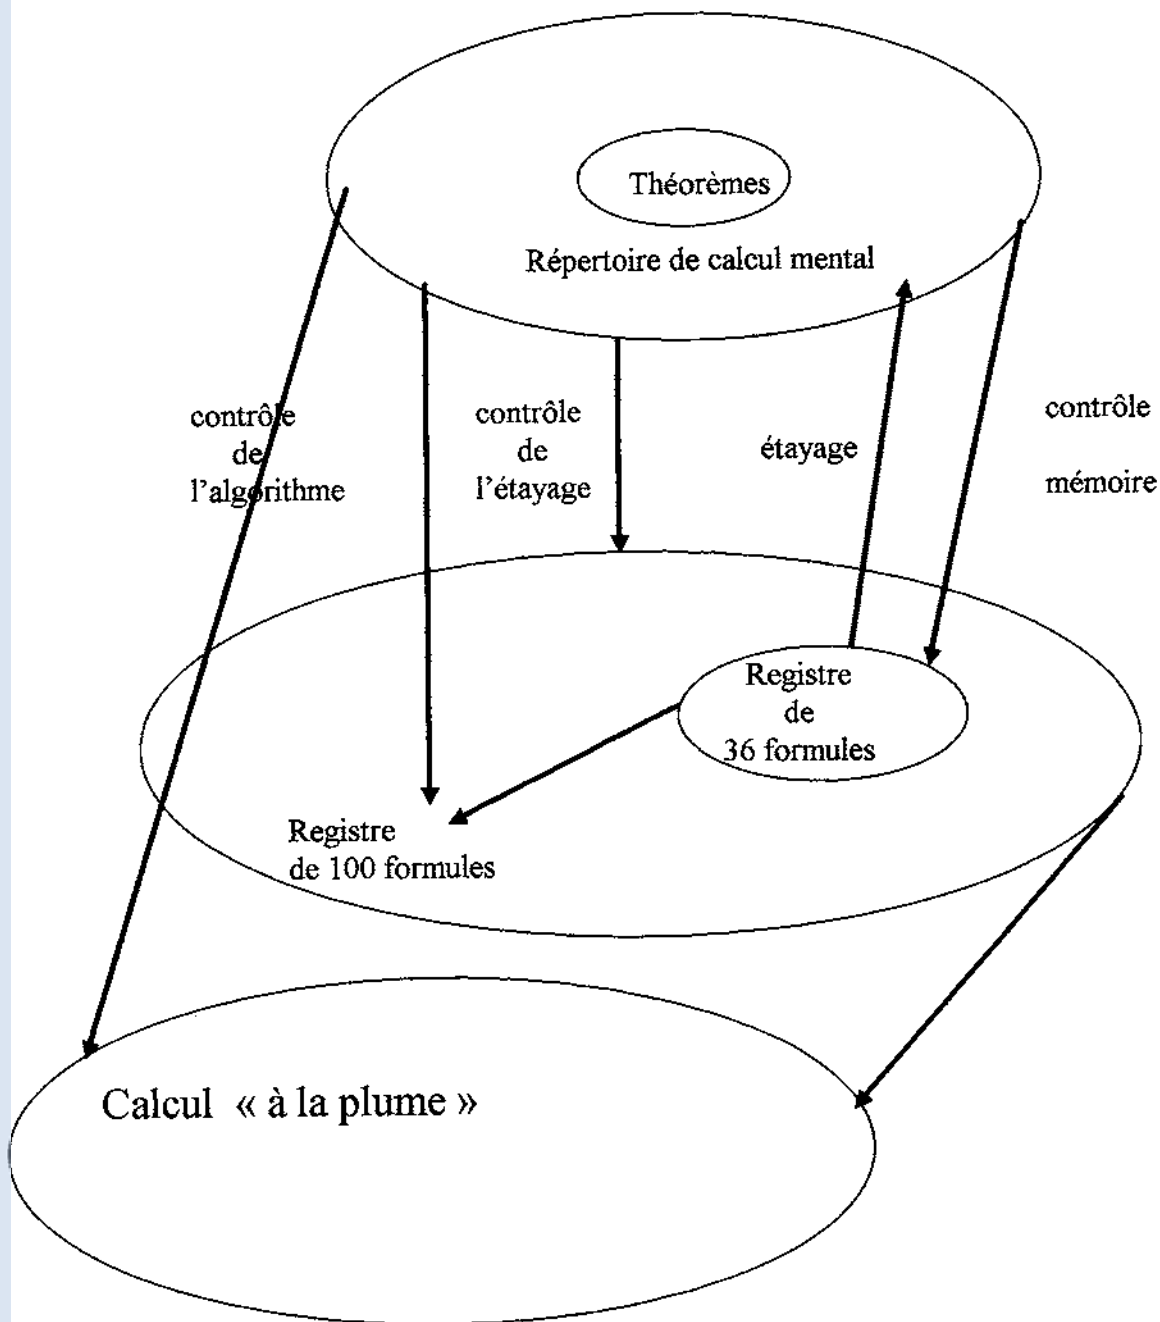 Théorèmes
Répertoire de calcul mental
contrôle
de
l'algorithme
contrôle
de
l'étayage
étayage
contrôle
mémoire
Registre
de
36 formules
Registre
de 100 formules
Calcul « à la plume »